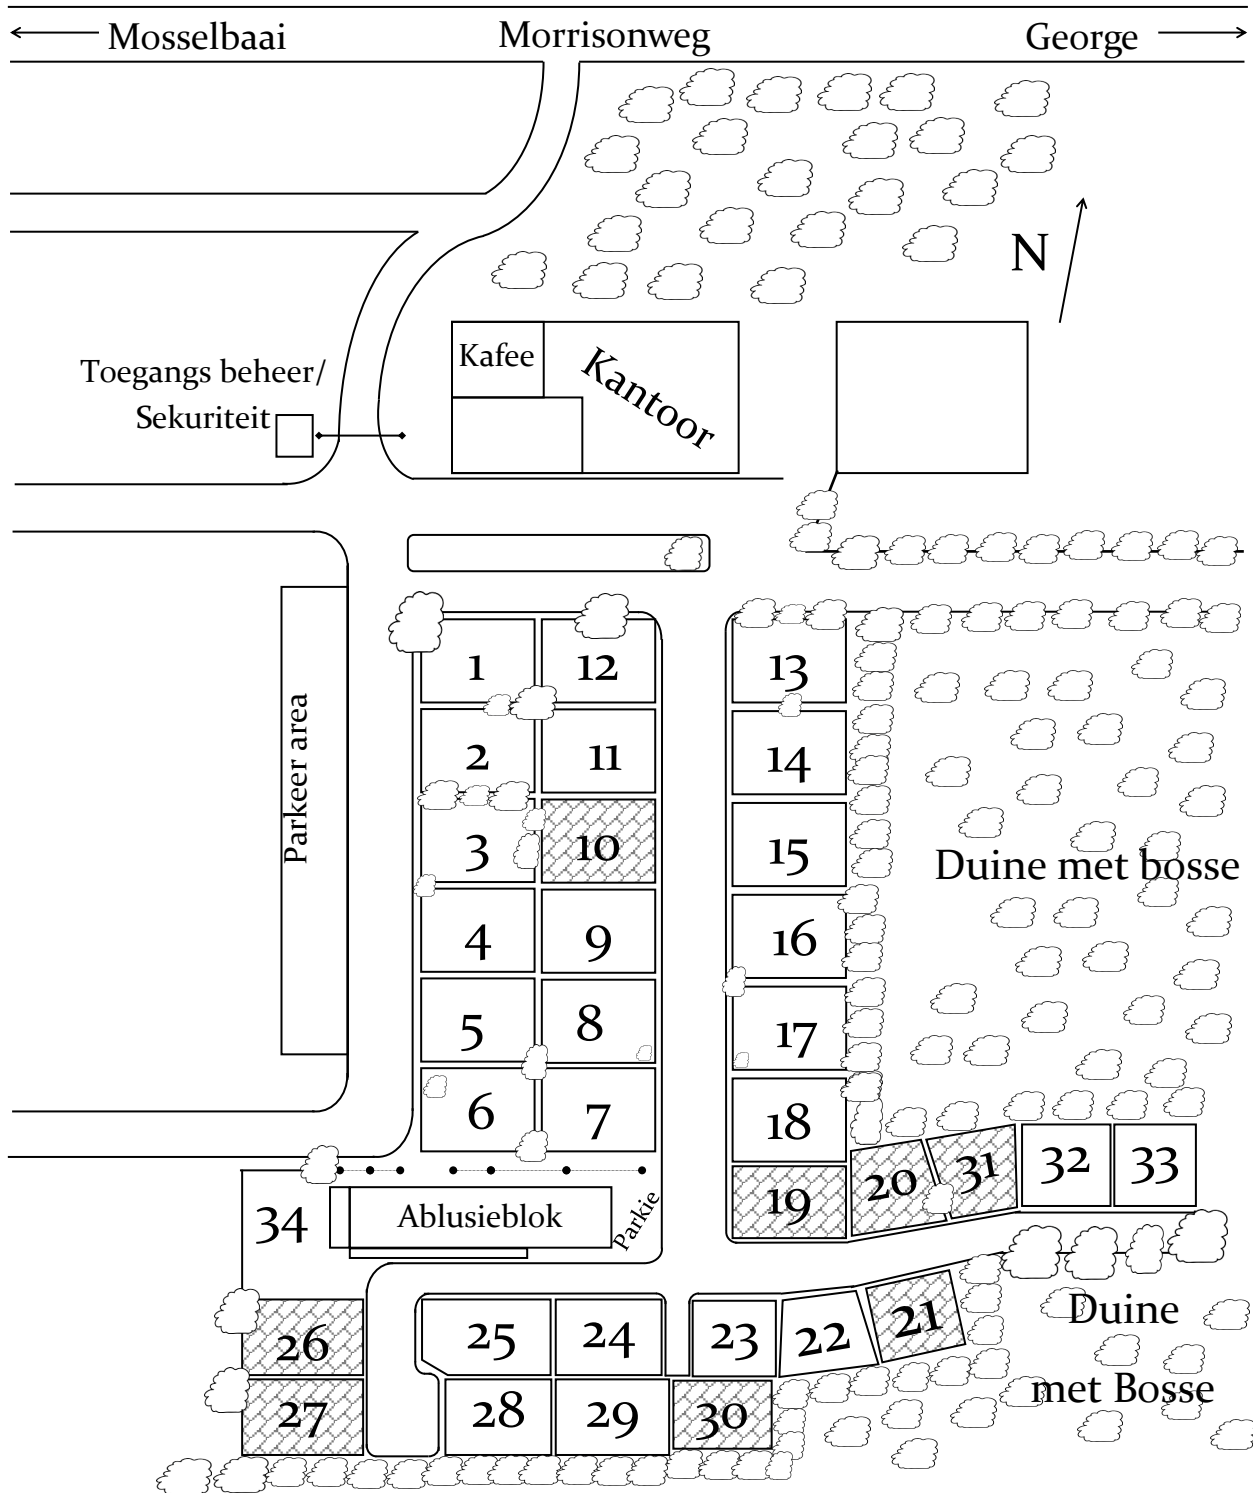 Mosselbaai Morrisonweg George
N
Toegangs beheer/
Sekuriteit
Kafee
Kantoor
Parkeer area
1 12 13
2 11 14
3 10 15
4 9 16
5 8 17
6 7 18
Duine met bosse
19 20 31 32 33
34 Ablusieblok Parkie
26 25 24 23 22 21
27 28 29 30
Duine
met Bosse